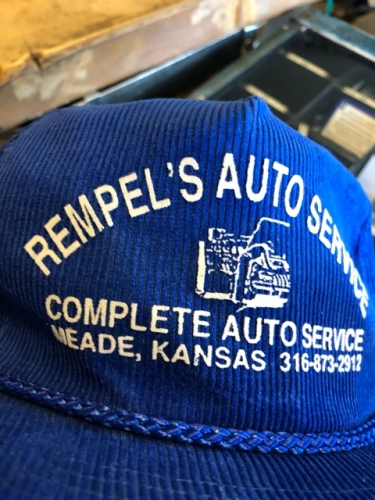 REMPEL'S AUTO SERVICE
COMPLETE AUTO SERVICE
MEADE, KANSAS 316-873-2912